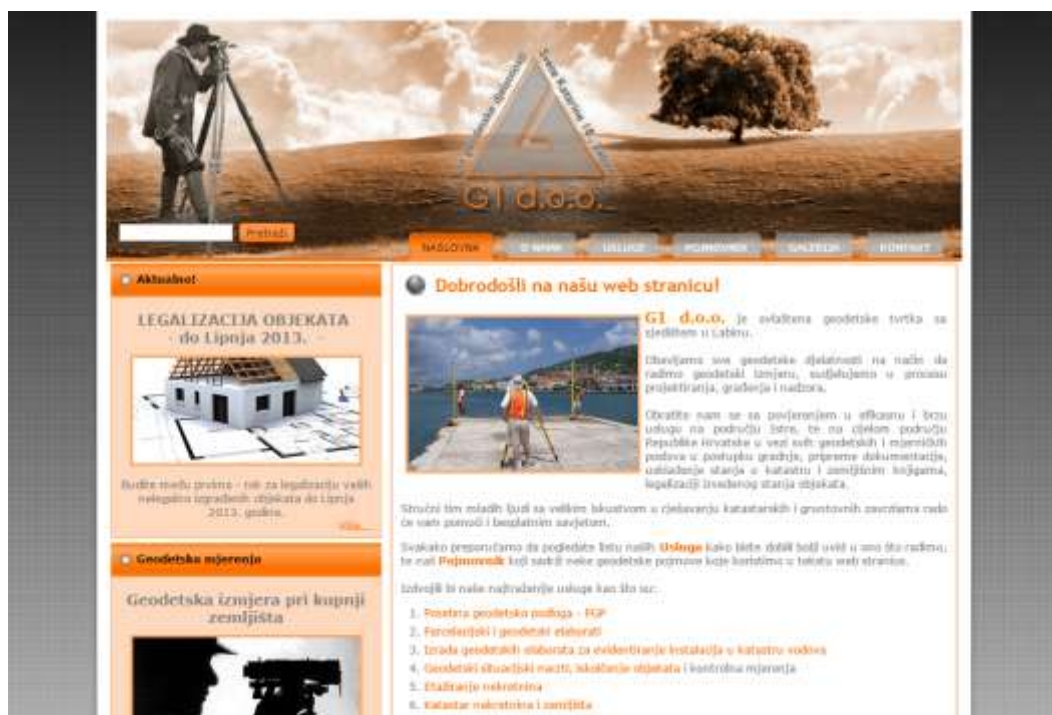 GI d.o.o.
Pretraži
NASLOVNA
O NAMA
USLUGE
POJMOVNIK
GALERIJA
KONTAKT
Aktualno!
LEGALIZACIJA OBJEKATA
- do Lipnja 2013. -
Budite među prvima - rok za legalizaciju vaših
nelegalno izgrađenih objekata do Lipnja
2013. godine.
Više...
Geodetska mjerenja
Geodetska izmjera pri kupnji
zemljišta
Dobrodošli na našu web stranicu!
GI d.o.o. je ovlaštena geodetska tvrtka sa
sjedištem u Labinu.
Obavljamo sve geodetske djelatnosti na način da
radimo geodetski izmjeru, sudjelujemo u procesu
projektiranja, građenja i nadzora.
Obratite nam se sa povjerenjem u efikasnu i brzu
uslugu na području Istre, te na cijelom području
Republike Hrvatske u vezi svih geodetskih i mjerničkih
poslova u postupku gradnje, pripreme dokumentacije,
usklađenje stanja u katastru i zemljišnim knjigama,
legalizaciji izvedenog stanja objekata.
Stručni tim mladih ljudi sa velikim iskustvom u rješavanju katastarskih i gruntovnih zavrzlama rado
će vam pomoći i besplatnim savjetom.
Svakako preporučamo da pogledate listu naših Usluga kako biste dobili bolji uvid u ono što radimo,
te naš Pojmovnik koji sadrži neke geodetske pojmove koje koristimo u tekstu web stranice.
Izdvojili bi naše najtraženije usluge kao što su:
1. Posebna geodetska podloga - PGP
2. Parcelacijski i geodetski elaborati
3. Izrada geodetskih elaborata za evidentiranje instalacija u katastru vodova
4. Geodetski situacijski nacrti, iskolčenje objekata i kontrolna mjerenja
5. Etažiranje nekretnina
6. Katastar nekretnina i zemljišta